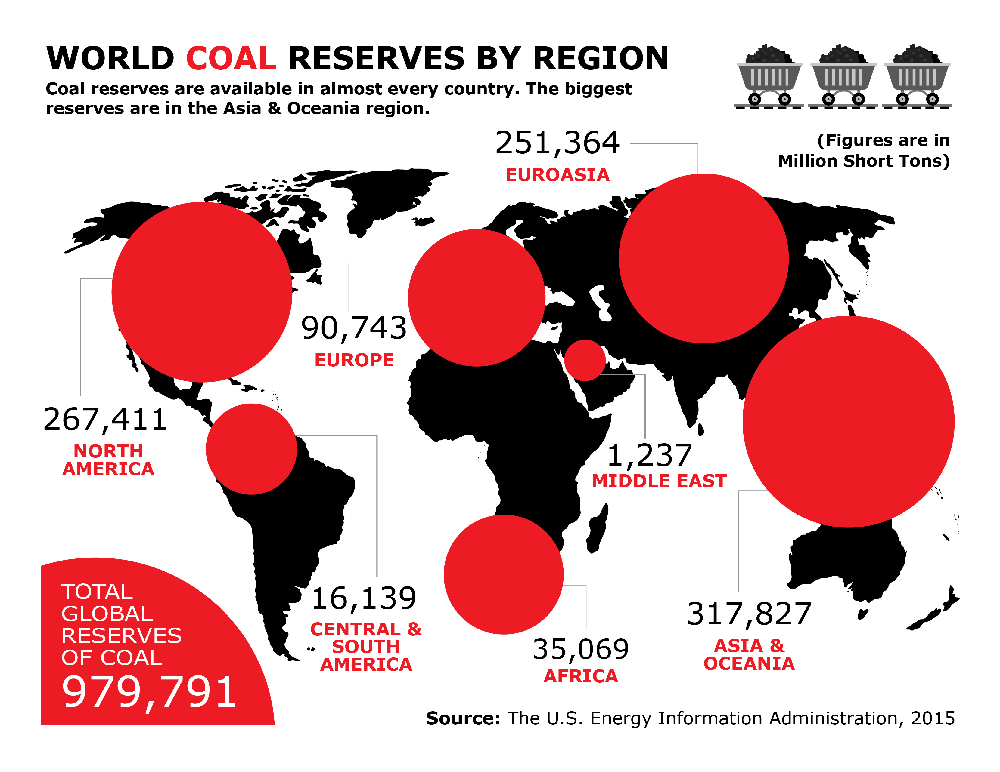 WORLD COAL RESERVES BY REGION
Coal reserves are available in almost every country. The biggest
reserves are in the Asia & Oceania region.
(Figures are in
Million Short Tons)
251,364
EUROASIA
90,743
EUROPE
267,411
NORTH
AMERICA
1,237
MIDDLE EAST
16,139
CENTRAL &
SOUTH
AMERICA
35,069
AFRICA
317,827
ASIA &
OCEANIA
TOTAL
GLOBAL
RESERVES
OF COAL
979,791
Source: The U.S. Energy Information Administration, 2015